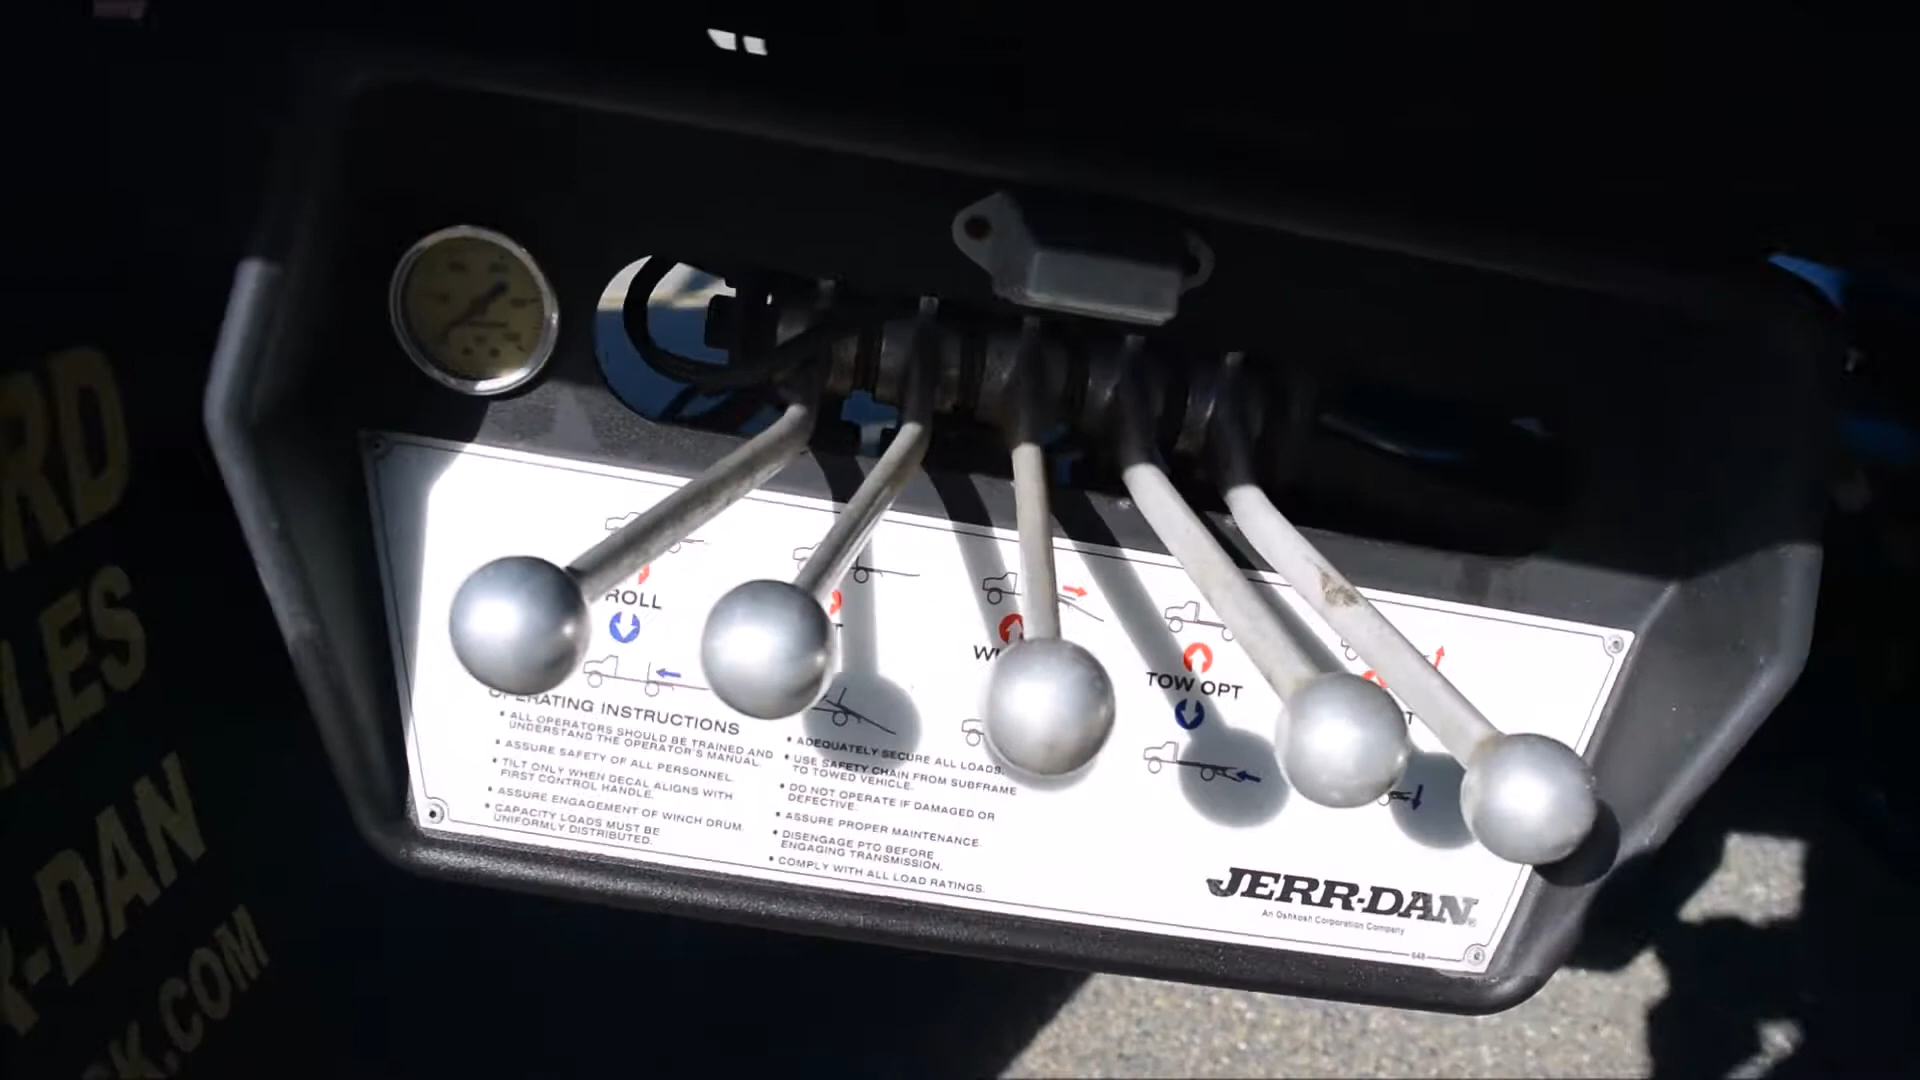 RD
LES
-DAN
K.COM
ROLL
TOW OPT
OPERATING INSTRUCTIONS
• ALL OPERATORS SHOULD BE TRAINED AND
UNDERSTAND THE OPERATOR'S MANUAL.
• ASSURE SAFETY OF ALL PERSONNEL.
• TILT ONLY WHEN DECAL ALIGNS WITH
FIRST CONTROL HANDLE.
• ASSURE ENGAGEMENT OF WINCH DRUM.
• CAPACITY LOADS MUST BE
UNIFORMLY DISTRIBUTED.
• ADEQUATELY SECURE ALL LOADS.
• USE SAFETY CHAIN FROM SUBFRAME
TO TOWED VEHICLE.
• DO NOT OPERATE IF DAMAGED OR
DEFECTIVE.
• ASSURE PROPER MAINTENANCE.
• DISENGAGE PTO BEFORE
ENGAGING TRANSMISSION.
• COMPLY WITH ALL LOAD RATINGS.
JERR-DAN®
An Oshkosh Corporation Company